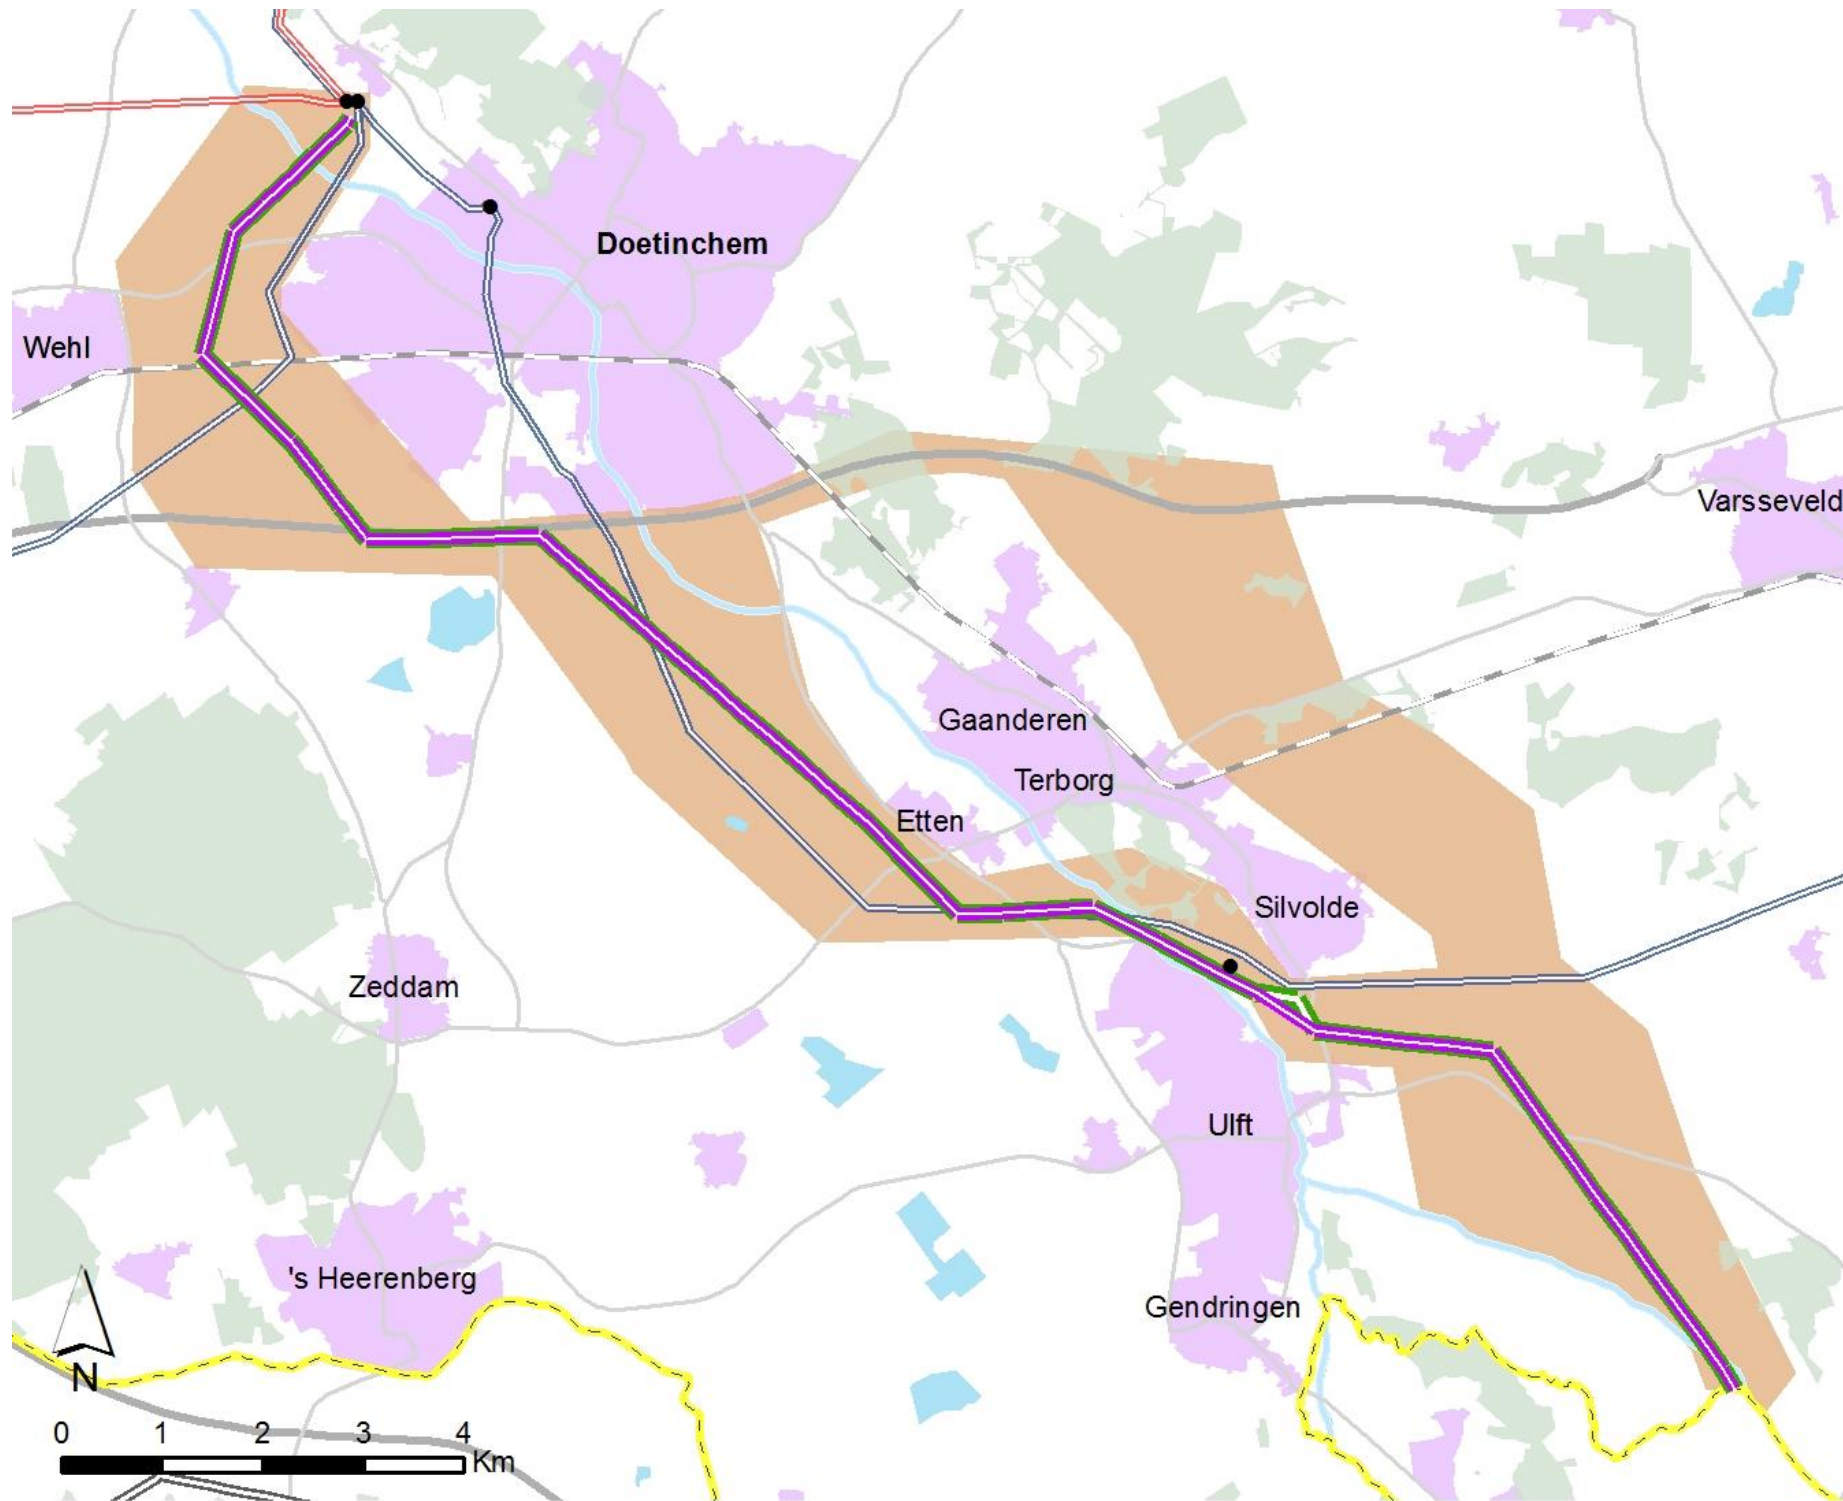 Doetinchem
Wehl
Varsseveld
Gaanderen
Terborg
Etten
Silvolde
Zeddam
Ulft
's Heerenberg
Gendringen
N
0 1 2 3 4
Km